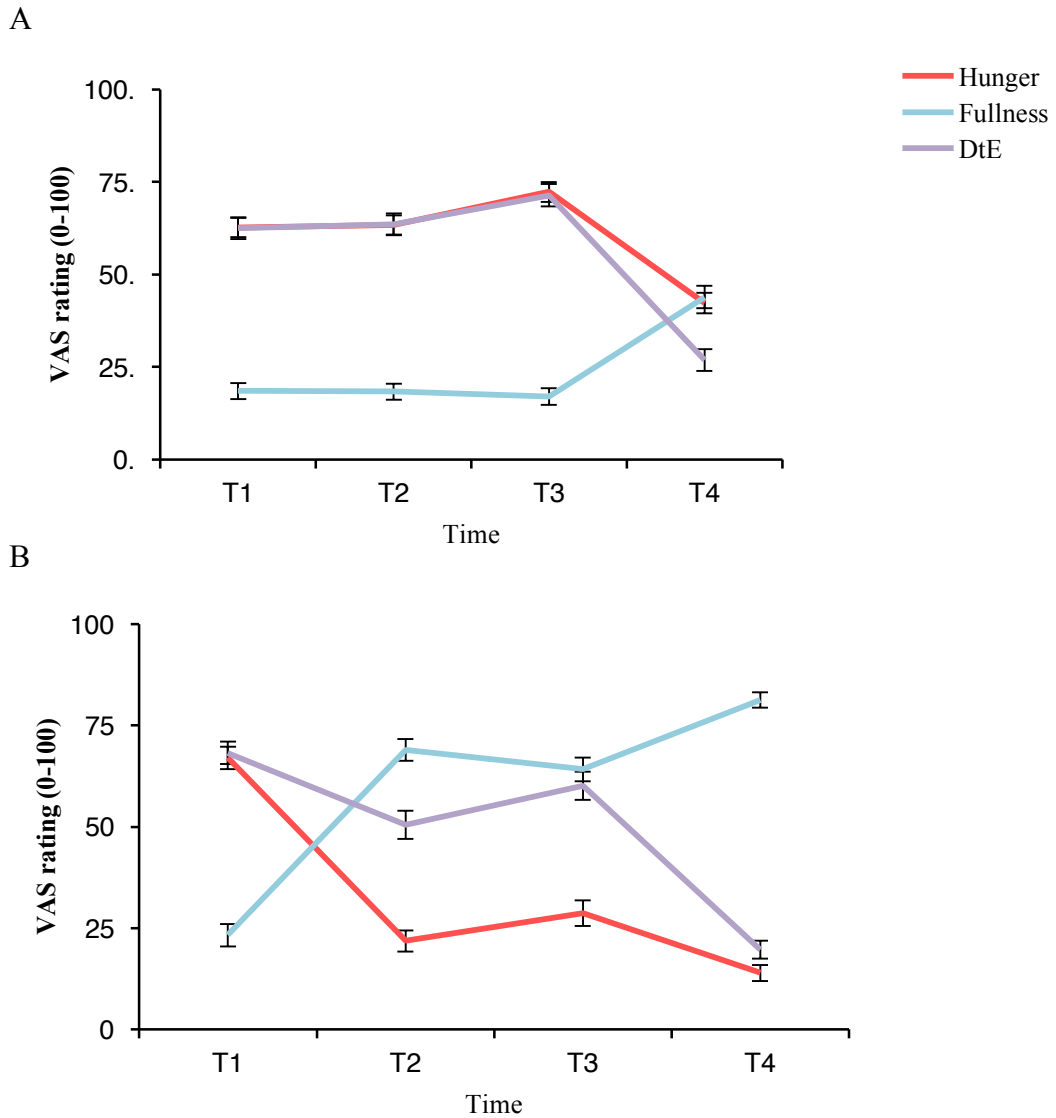 A
Hunger
Fullness
DtE
100.
75.
50.
25.
0.
VAS rating (0-100)
T1 T2 T3 T4
Time
B
100
75
50
25
0
VAS rating (0-100)
T1 T2 T3 T4
Time